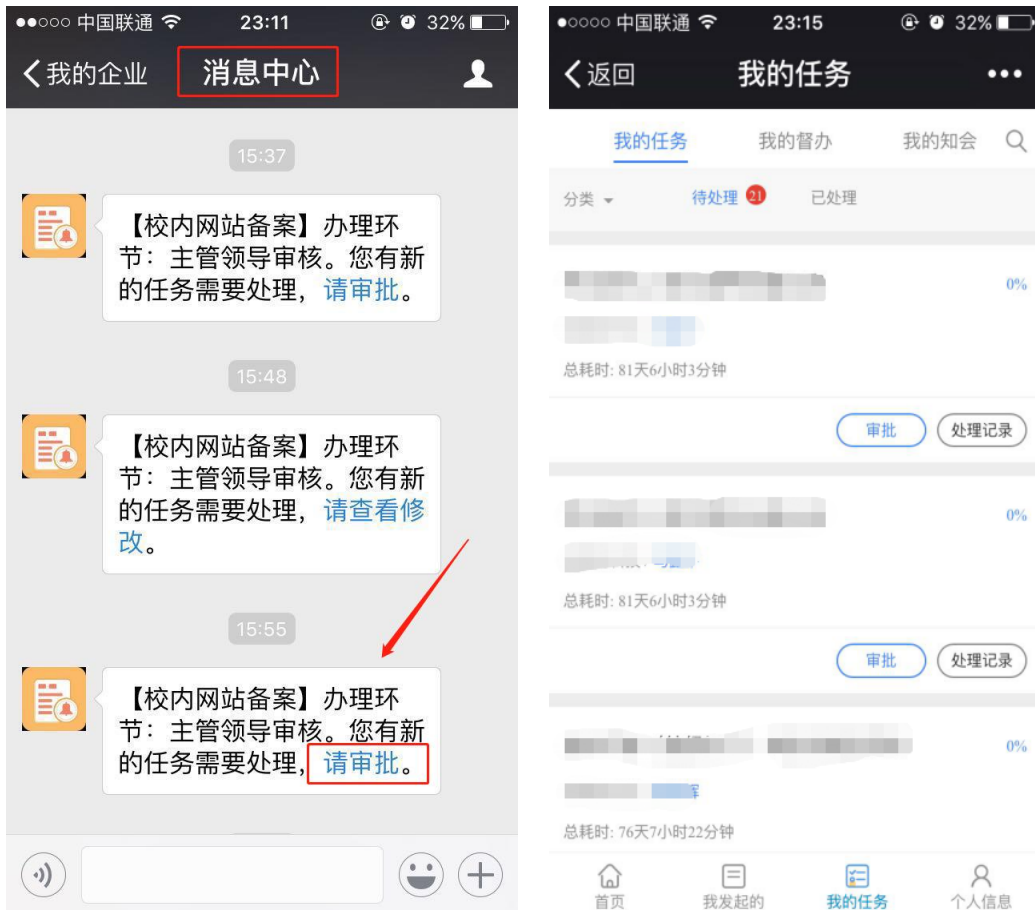 中国联通 23:11 32%
我的企业 消息中心
15:37
【校内网站备案】办理环
节：主管领导审核。您有新
的任务需要处理，请审批。
15:48
【校内网站备案】办理环
节：主管领导审核。您有新
的任务需要处理，请查看修
改。
15:55
【校内网站备案】办理环
节：主管领导审核。您有新
的任务需要处理，请审批。
中国联通 23:15 32%
返回 我的任务
我的任务 我的督办 我的知会
分类 待处理 21 已处理
0%
总耗时: 81天6小时3分钟
审批 处理记录
0%
总耗时: 81天6小时3分钟
审批 处理记录
0%
总耗时: 76天7小时22分钟
首页 我发起的 我的任务 个人信息